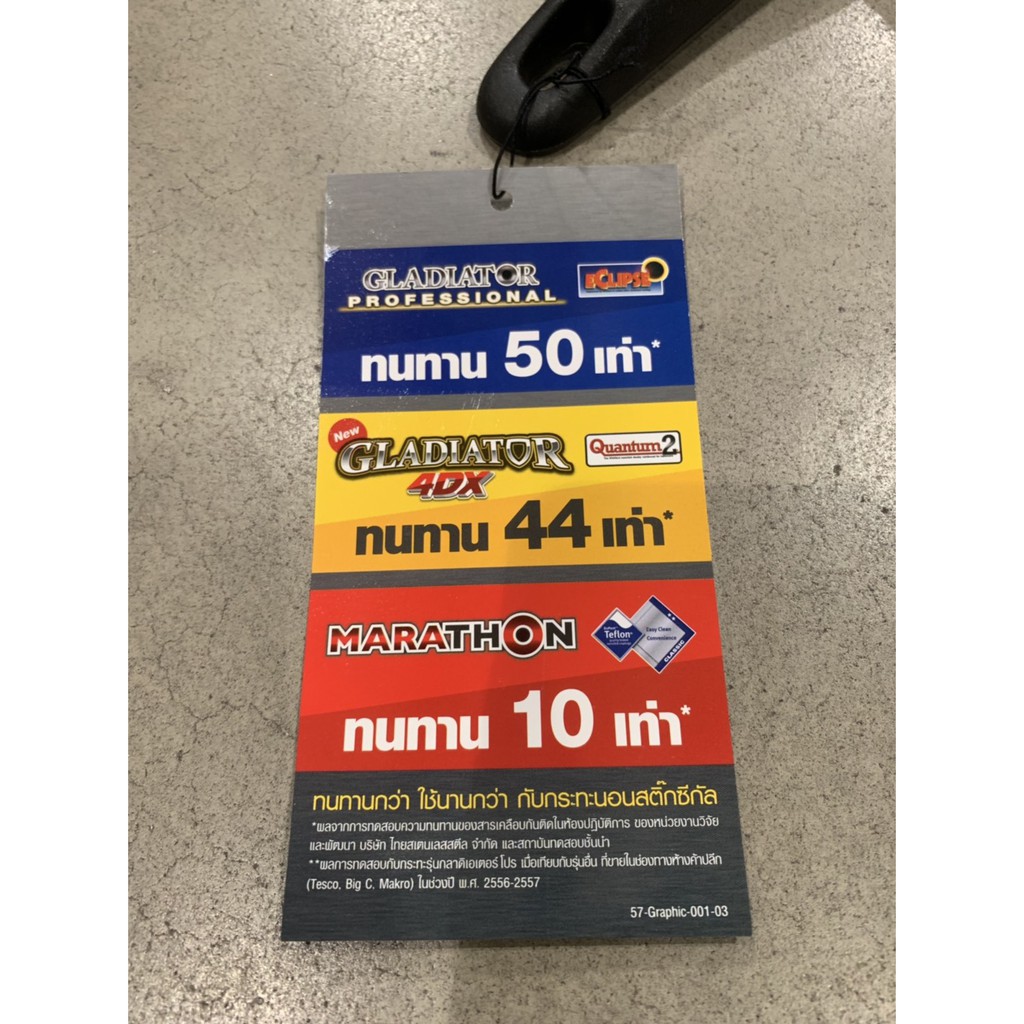 GLADIATOR
PROFESSIONAL
ECLIPSE
ทนทาน 50 เท่า*
New
GLADIATOR
4DX
Quantum2
ทนทาน 44 เท่า*
MARATHON
Teflon
Easy Clean
Convenience
CLASSIC
ทนทาน 10 เท่า*
ทนทานกว่า ใช้นานกว่า กับกระทะนอนสติ๊กซีกัล
*ผลจากการทดสอบความทนทานของสารเคลือบกันติดในห้องปฏิบัติการ ของหน่วยงานวิจัย
และพัฒนา บริษัท ไทยสเตนเลสสตีล จำกัด และสถาบันทดสอบชั้นนำ
**ผลการทดสอบกับกระทะรุ่นกลาดิเอเตอร์ โปร เมื่อเทียบกับรุ่นอื่น ที่ขายในช่องทางห้างค้าปลีก
(Tesco, Big C, Makro) ในช่วงปี พ.ศ. 2556-2557
57-Graphic-001-03